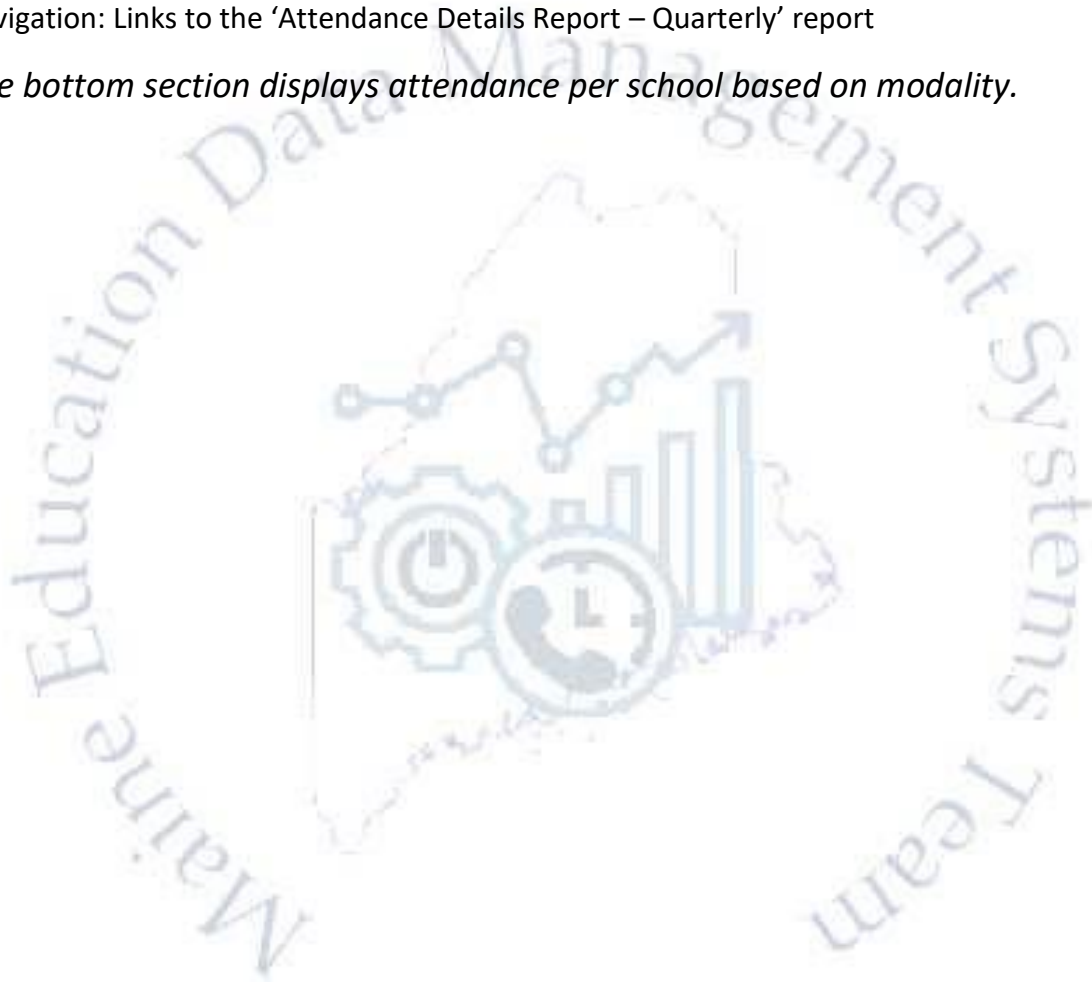 vigation: Links to the ‘Attendance Details Report – Quarterly’ report
e bottom section displays attendance per school based on modality.
Maine Education Data Management Systems Team